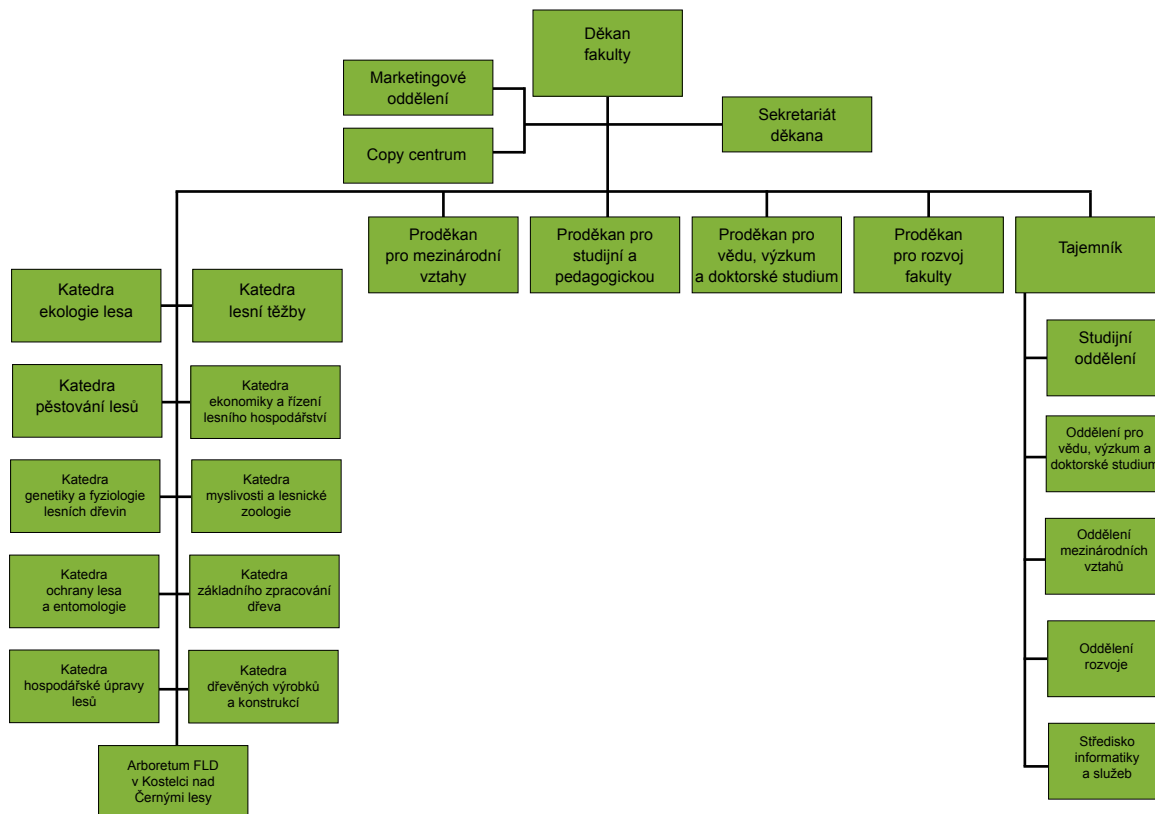 Děkan
fakulty
Marketingové
oddělení
Copy centrum
Sekretariát
děkana
Proděkan
pro mezinárodní
vztahy
Proděkan pro
studijní a
pedagogickou
Proděkan pro
vědu, výzkum
a doktorské studium
Proděkan
pro rozvoj
fakulty
Tajemník
Katedra
ekologie lesa
Katedra
lesní těžby
Katedra
pěstování lesů
Katedra
ekonomiky a řízení
lesního hospodářství
Katedra
genetiky a fyziologie
lesních dřevin
Katedra
myslivosti a lesnické
zoologie
Katedra
ochrany lesa
a entomologie
Katedra
základního zpracování
dřeva
Katedra
hospodářské úpravy
lesů
Katedra
dřevěných výrobků
a konstrukcí
Arboretum FLD
v Kostelci nad
Černými lesy
Studijní
oddělení
Oddělení pro
vědu, výzkum a
doktorské studium
Oddělení
mezinárodních
vztahů
Oddělení
rozvoje
Středisko
informatiky
a služeb